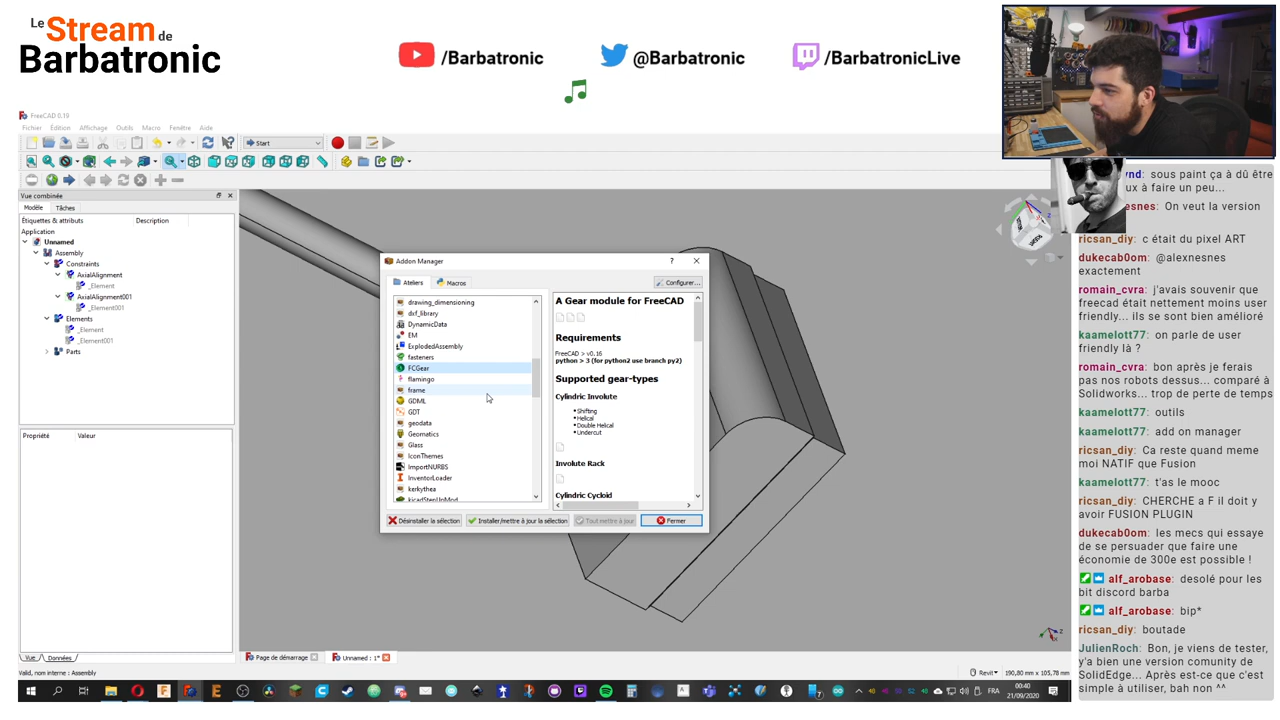 Le
Stream de
Barbatronic
/Barbatronic
@Barbatronic
/BarbatronicLive
FreeCAD 0.19
Fichier Édition Affichage Outils Macro Fenêtre Aide
Start
Vue combinée
Modèle Tâches
Étiquettes & attributs Description
Application
Unnamed
Assembly
Constraints
AxialAlignment
_Element
AxialAlignment001
_Element001
Elements
_Element
_Element001
Parts
Propriété Valeur
Vue Données
Valid, nom interne : Assembly
Addon Manager
? ×
Ateliers Macros Configurer...
drawing_dimensioning
dxf_library
DynamicData
EM
ExplodedAssembly
fasteners
FCGear
flamingo
frame
GDML
GDT
geodata
Geomatics
Glass
IconThemes
ImportNURBS
InventorLoader
kerkythea
kicadStepUpMod
A Gear module for FreeCAD
Requirements
FreeCAD > v0.16
python > 3 (for python2 use branch py2)
Supported gear-types
Cylindric Involute
Shifting
Helical
Double Helical
Undercut
Involute Rack
Cylindric Cycloid
Désinstaller la sélection Installer/mettre à jour la sélection Tout mettre à jour Fermer
Page de démarrage Unnamed : 1*
Revit 190,80 mm x 105,78 mm
FRA
00:40
21/09/2020
ynd: sous paint ça à dû être
ux à faire un peu...
esnes: On veut la version
ricsan_diy: c était du pixel ART
dukecab0om: @alexnesnes
exactement
romain_cvra: j'avais souvenir que
freecad était nettement moins user
friendly... ils se sont bien amélioré
kaamelott77: on parle de user
friendly là ?
romain_cvra: bon après je ferais
pas nos robots dessus... comparé à
Solidworks... trop de perte de temps
kaamelott77: outils
kaamelott77: add on manager
ricsan_diy: Ca reste quand meme
moi NATIF que Fusion
kaamelott77: t'as le mooc
ricsan_diy: CHERCHE a F il doit y
avoir FUSION PLUGIN
dukecab0om: les mecs qui essaye
de se persuader que faire une
économie de 300e est possible !
alf_arobase: desolé pour les
bit discord barba
alf_arobase: bip*
ricsan_diy: boutade
JulienRoch: Bon, je viens de tester,
y'a bien une version comunity de
SolidEdge... Après est-ce que c'est
simple à utiliser, bah non ^^